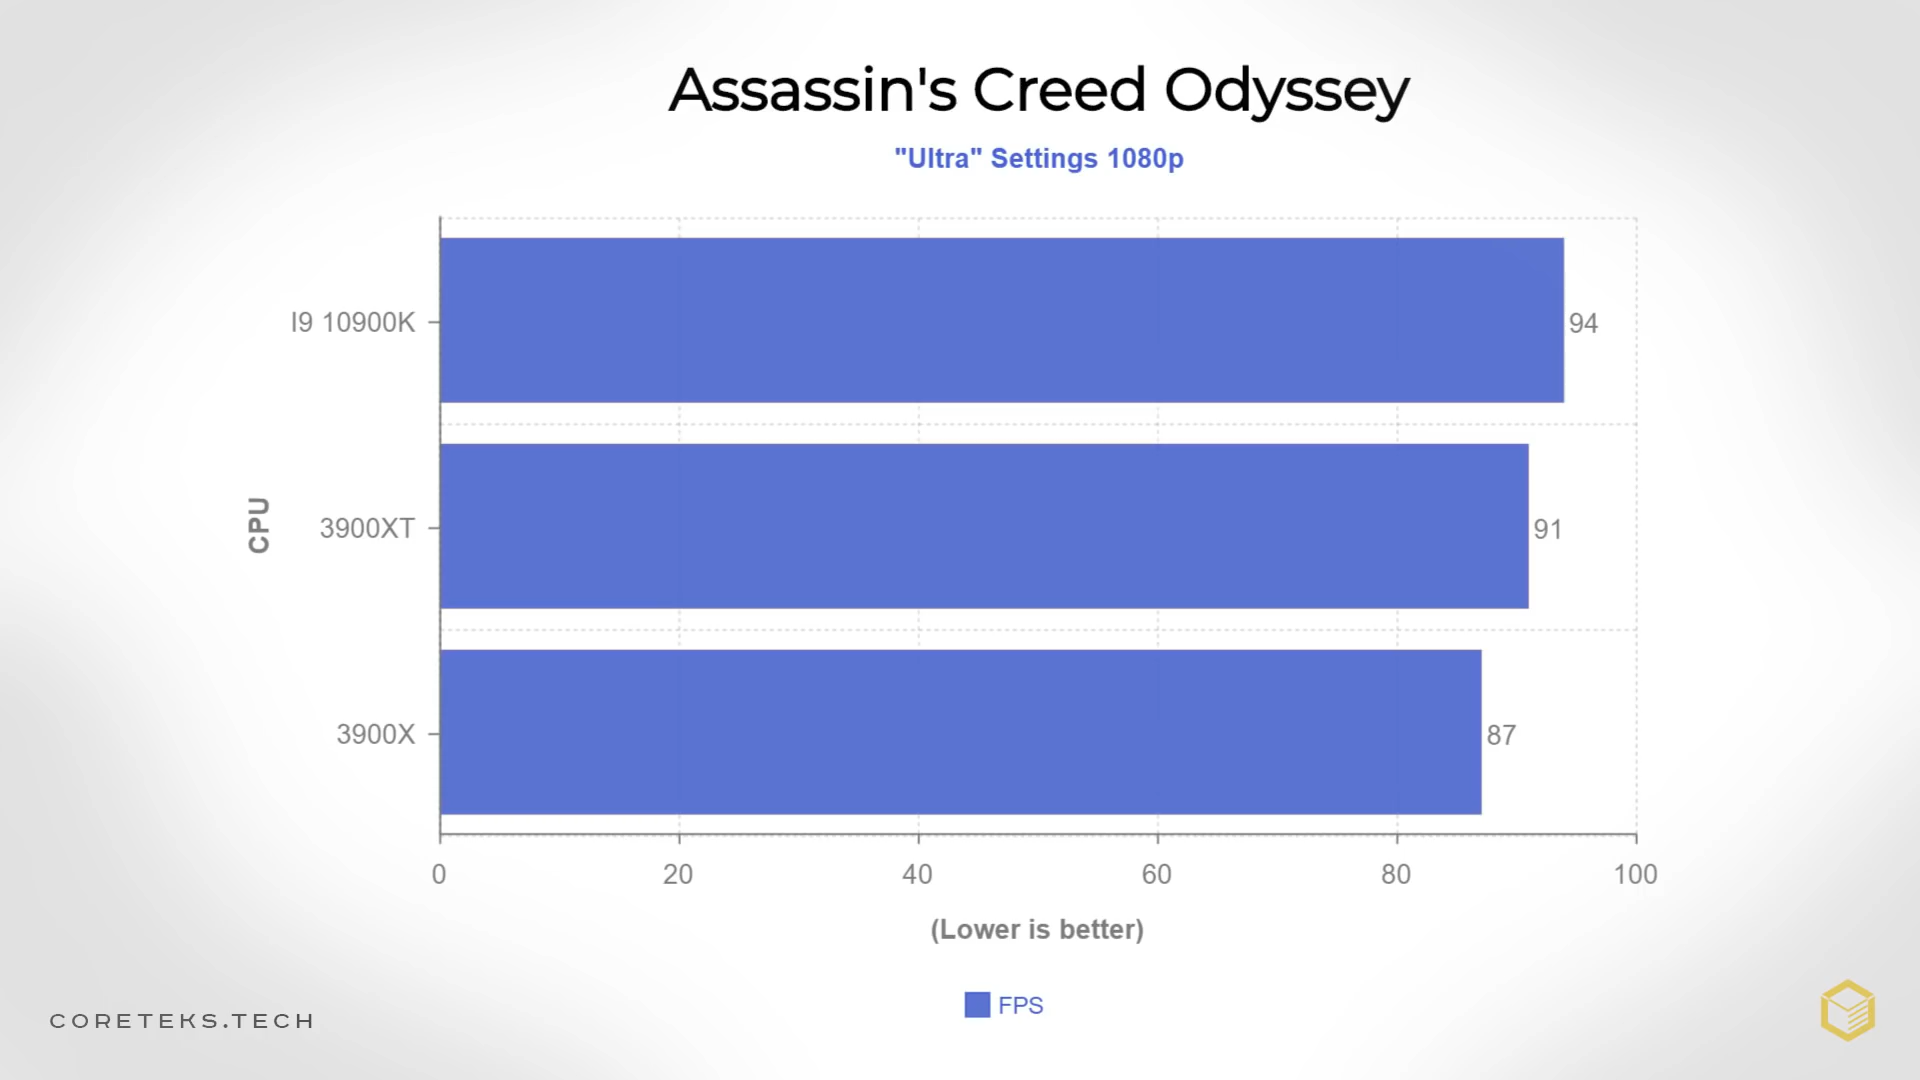 Assassin's Creed Odyssey
"Ultra" Settings 1080p
I9 10900K
94
CPU
3900XT
91
3900X
87
0 20 40 60 80 100
(Lower is better)
FPS
CORETEKS.TECH